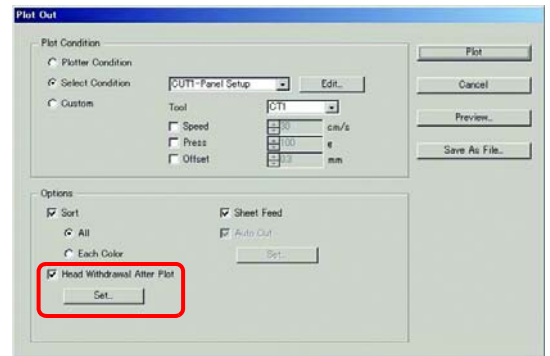 Plot Out
Plot Condition
Plotter Condition
Select Condition CUT1-Panel Setup Edit..
Custom Tool CT1
Speed 30 cm/s
Press 100 g
Offset 0.3 mm
Plot
Cancel
Preview..
Save As File..
Options
Sort
All
Each Color
Head Withdrawal After Plot
Set..
Sheet Feed
Auto Cut
Set..